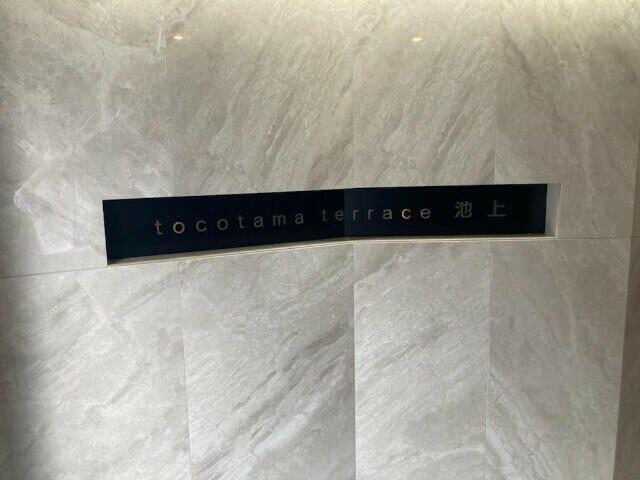 tocotama terrace 池上